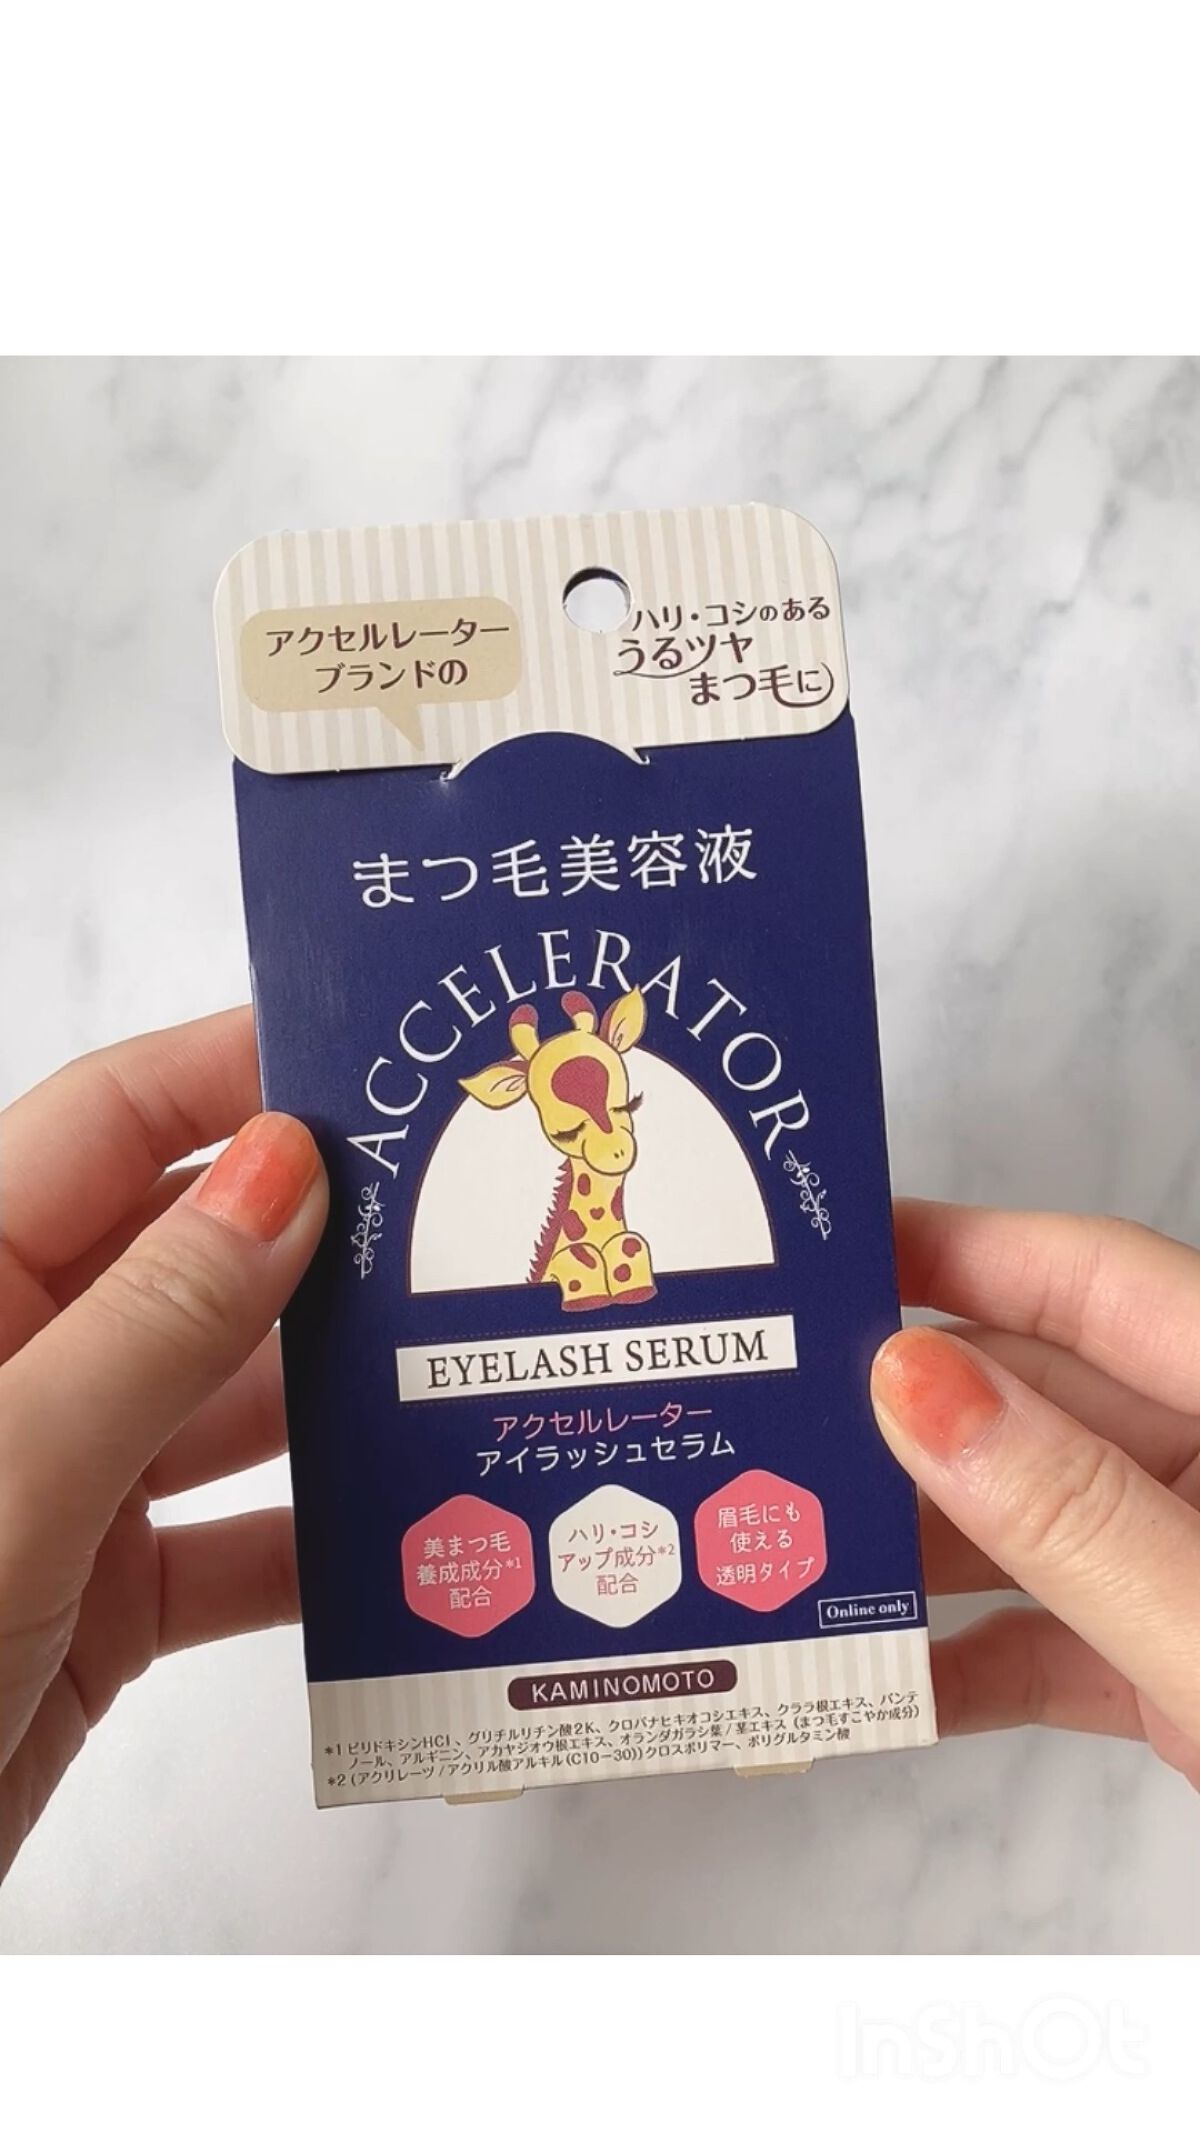 アクセルレーター
ブランドの
ハリ・コシのある
うるツヤ
まつ毛に
まつ毛美容液
ACCELERATOR
EYELASH SERUM
アクセルレーター
アイラッシュセラム
美まつ毛
養成成分*1
配合
ハリ・コシ
アップ成分*2
配合
眉毛にも
使える
透明タイプ
Online only
KAMINOMOTO
*1 ピリドキシンHCl、グリチルリチン酸2K、クロバナヒキオコシエキス、クララ根エキス、パンテ
ノール、アルギニン、アカヤジオウ根エキス、オランダガラシ葉/茎エキス(まつ毛すこやか成分)
*2 (アクリレーツ/アクリル酸アルキル(C10-30))クロスポリマー、ポリグルタミン酸
InShOt